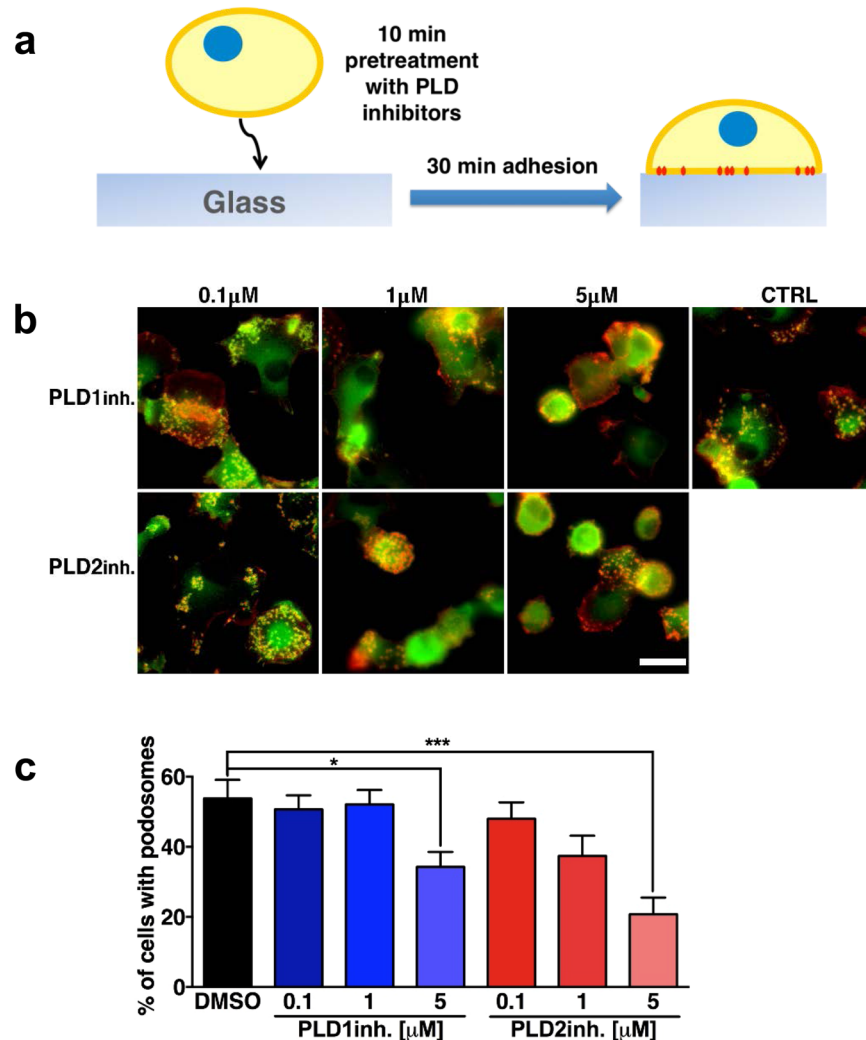 a
10 min
pretreatment
with PLD
inhibitors
30 min adhesion
Glass
b
0.1μM 1μM 5μM CTRL
PLD1inh.
PLD2inh.
c
% of cells with podosomes
60
40
20
0
***
*
DMSO 0.1 1 5 0.1 1 5
PLD1inh. [μM] PLD2inh. [μM]